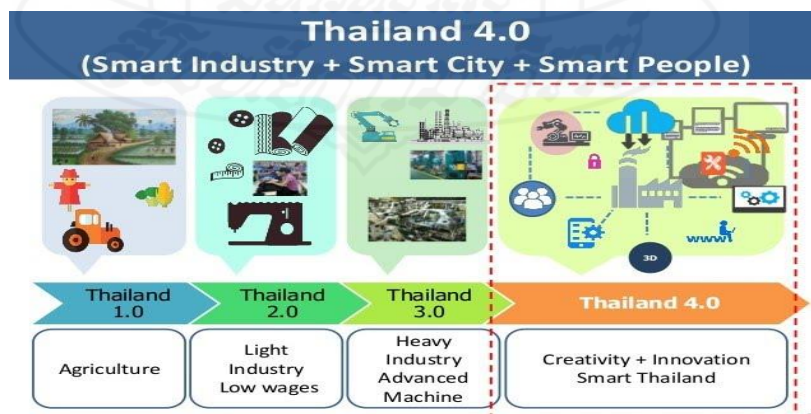 Thailand 4.0
(Smart Industry + Smart City + Smart People)
3D
Thailand
1.0
Thailand
2.0
Thailand
3.0
Thailand 4.0
Agriculture
Light
Industry
Low wages
Heavy
Industry
Advanced
Machine
Creativity + Innovation
Smart Thailand